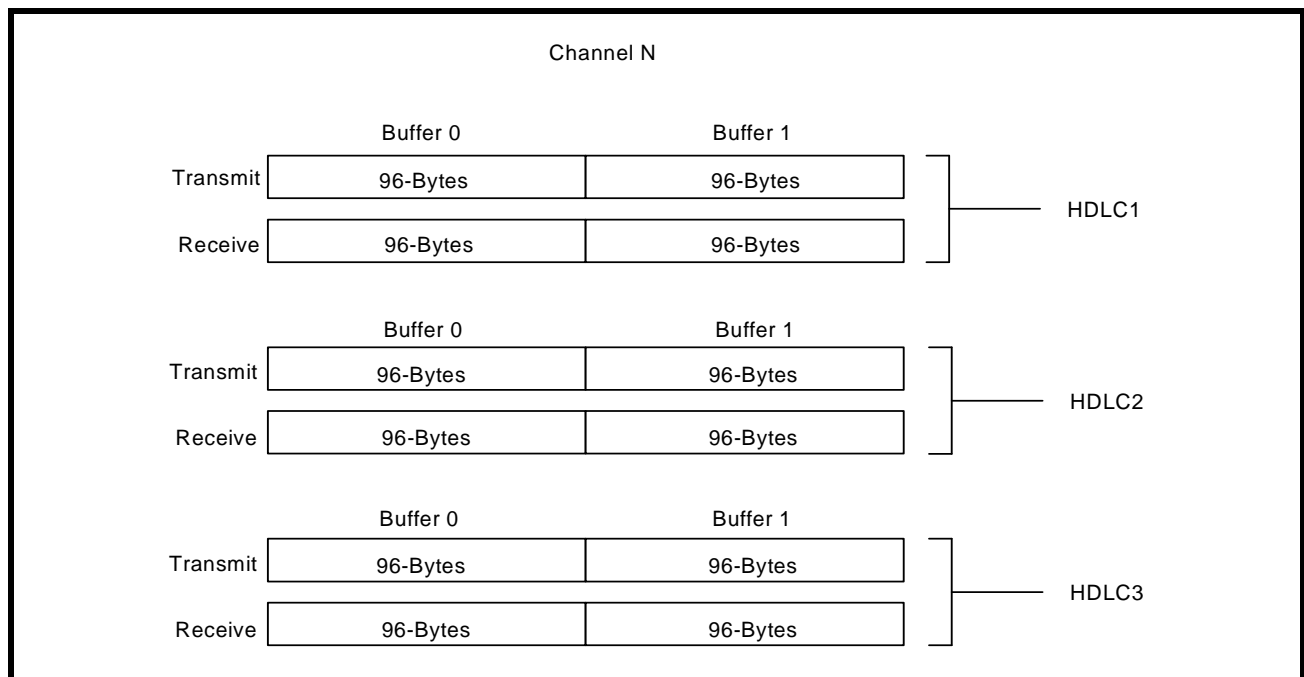 Channel N
Buffer 0 Buffer 1
Transmit 96-Bytes 96-Bytes
HDLC1
Receive 96-Bytes 96-Bytes
Buffer 0 Buffer 1
Transmit 96-Bytes 96-Bytes
HDLC2
Receive 96-Bytes 96-Bytes
Buffer 0 Buffer 1
Transmit 96-Bytes 96-Bytes
HDLC3
Receive 96-Bytes 96-Bytes